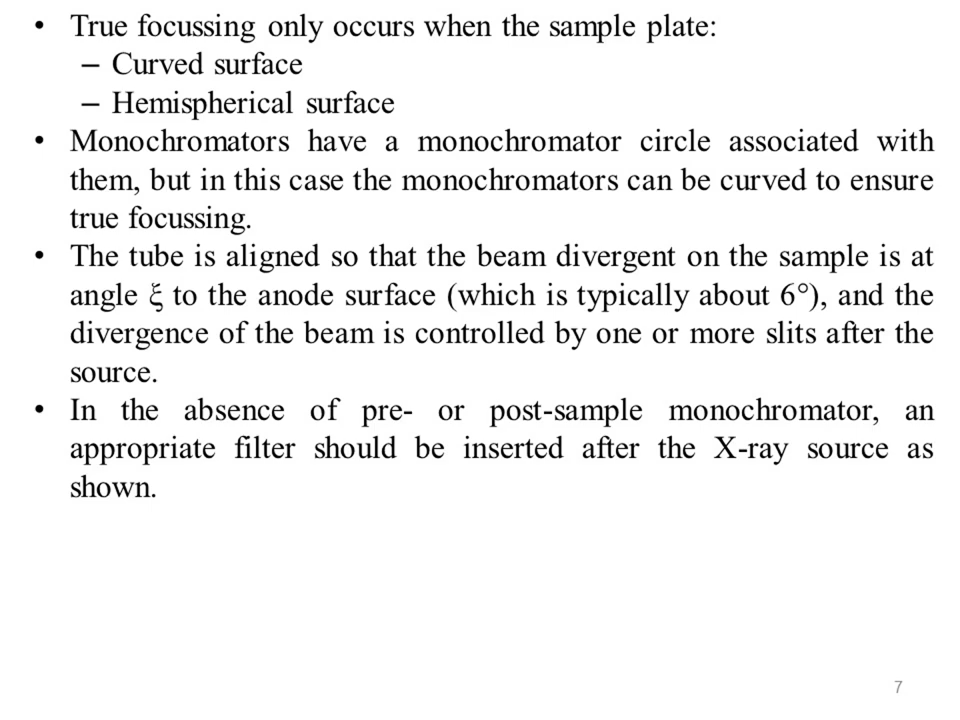 • True focussing only occurs when the sample plate:
– Curved surface
– Hemispherical surface
• Monochromators have a monochromator circle associated with
them, but in this case the monochromators can be curved to ensure
true focussing.
• The tube is aligned so that the beam divergent on the sample is at
angle ξ to the anode surface (which is typically about 6°), and the
divergence of the beam is controlled by one or more slits after the
source.
• In the absence of pre- or post-sample monochromator, an
appropriate filter should be inserted after the X-ray source as
shown.
7